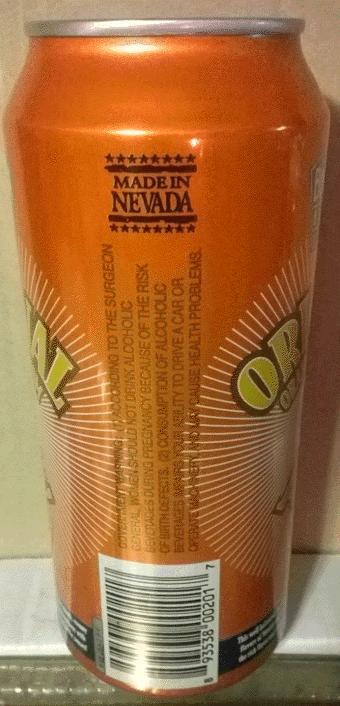 MADE IN
NEVADA
GOVERNMENT WARNING: (1) ACCORDING TO THE SURGEON
GENERAL, WOMEN SHOULD NOT DRINK ALCOHOLIC
BEVERAGES DURING PREGNANCY BECAUSE OF THE RISK
OF BIRTH DEFECTS. (2) CONSUMPTION OF ALCOHOLIC
BEVERAGES IMPAIRS YOUR ABILITY TO DRIVE A CAR OR
OPERATE MACHINERY, AND MAY CAUSE HEALTH PROBLEMS.
AL
OR
8 93538 00201 7